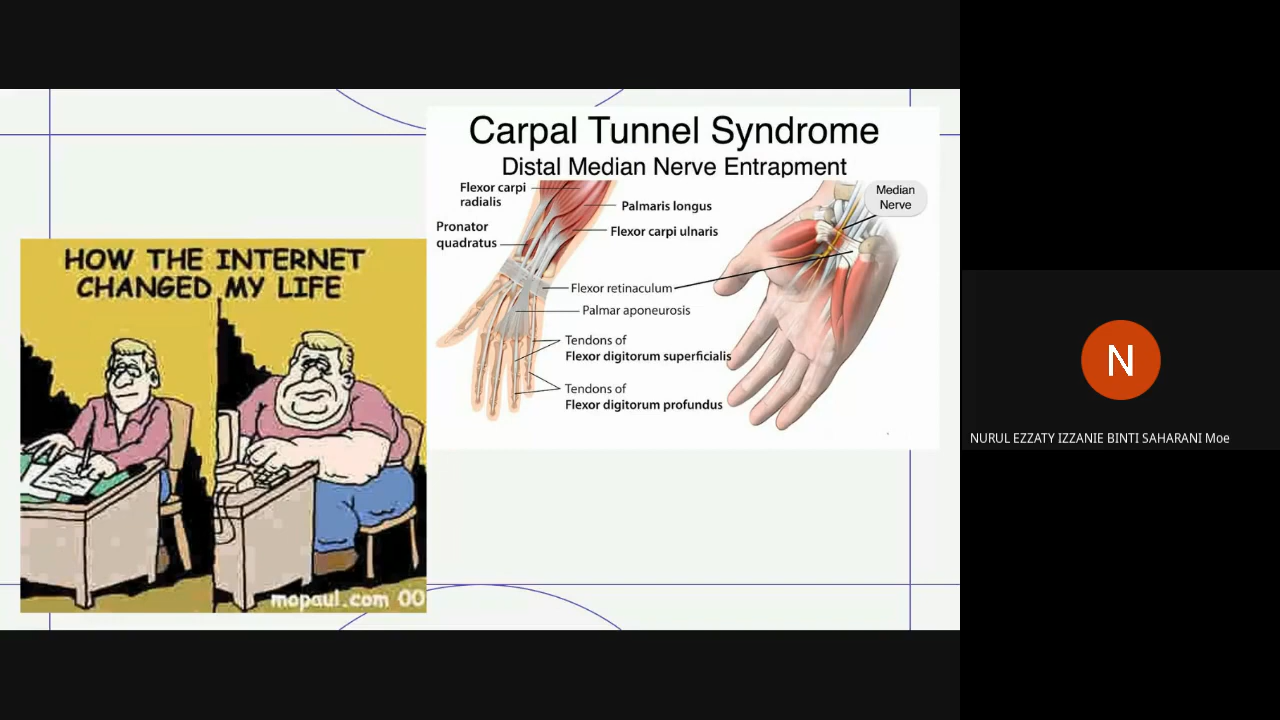 Carpal Tunnel Syndrome
Distal Median Nerve Entrapment
Flexor carpi
radialis
Pronator
quadratus
Palmaris longus
Flexor carpi ulnaris
Flexor retinaculum
Palmar aponeurosis
Tendons of
Flexor digitorum superficialis
Tendons of
Flexor digitorum profundus
Median
Nerve
HOW THE INTERNET
CHANGED MY LIFE
mopaul.com 00
N
NURUL EZZATY IZZANIE BINTI SAHARANI Moe